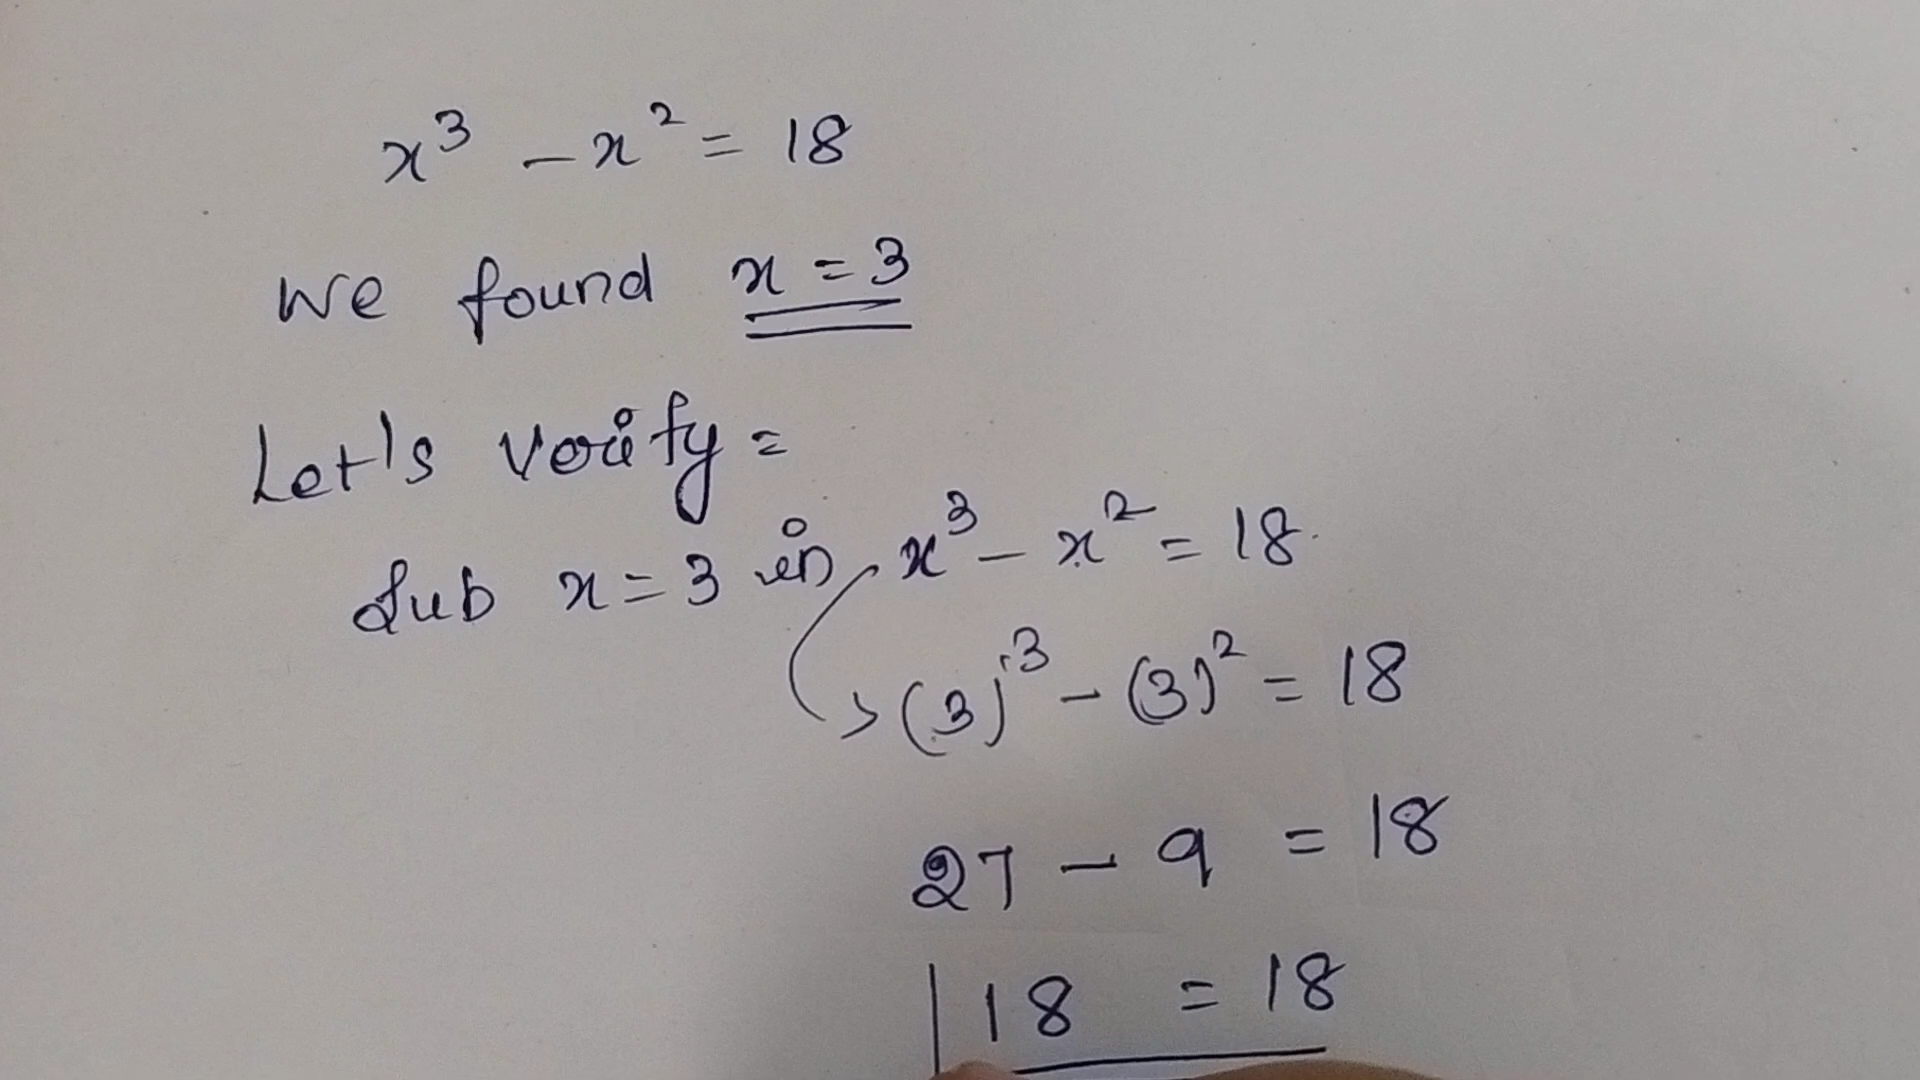 x³ - x² = 18
We found x = 3
Let's verify =
Sub x = 3 in x³ - x² = 18.
(3)³ - (3)² = 18
27 - 9 = 18
18 = 18